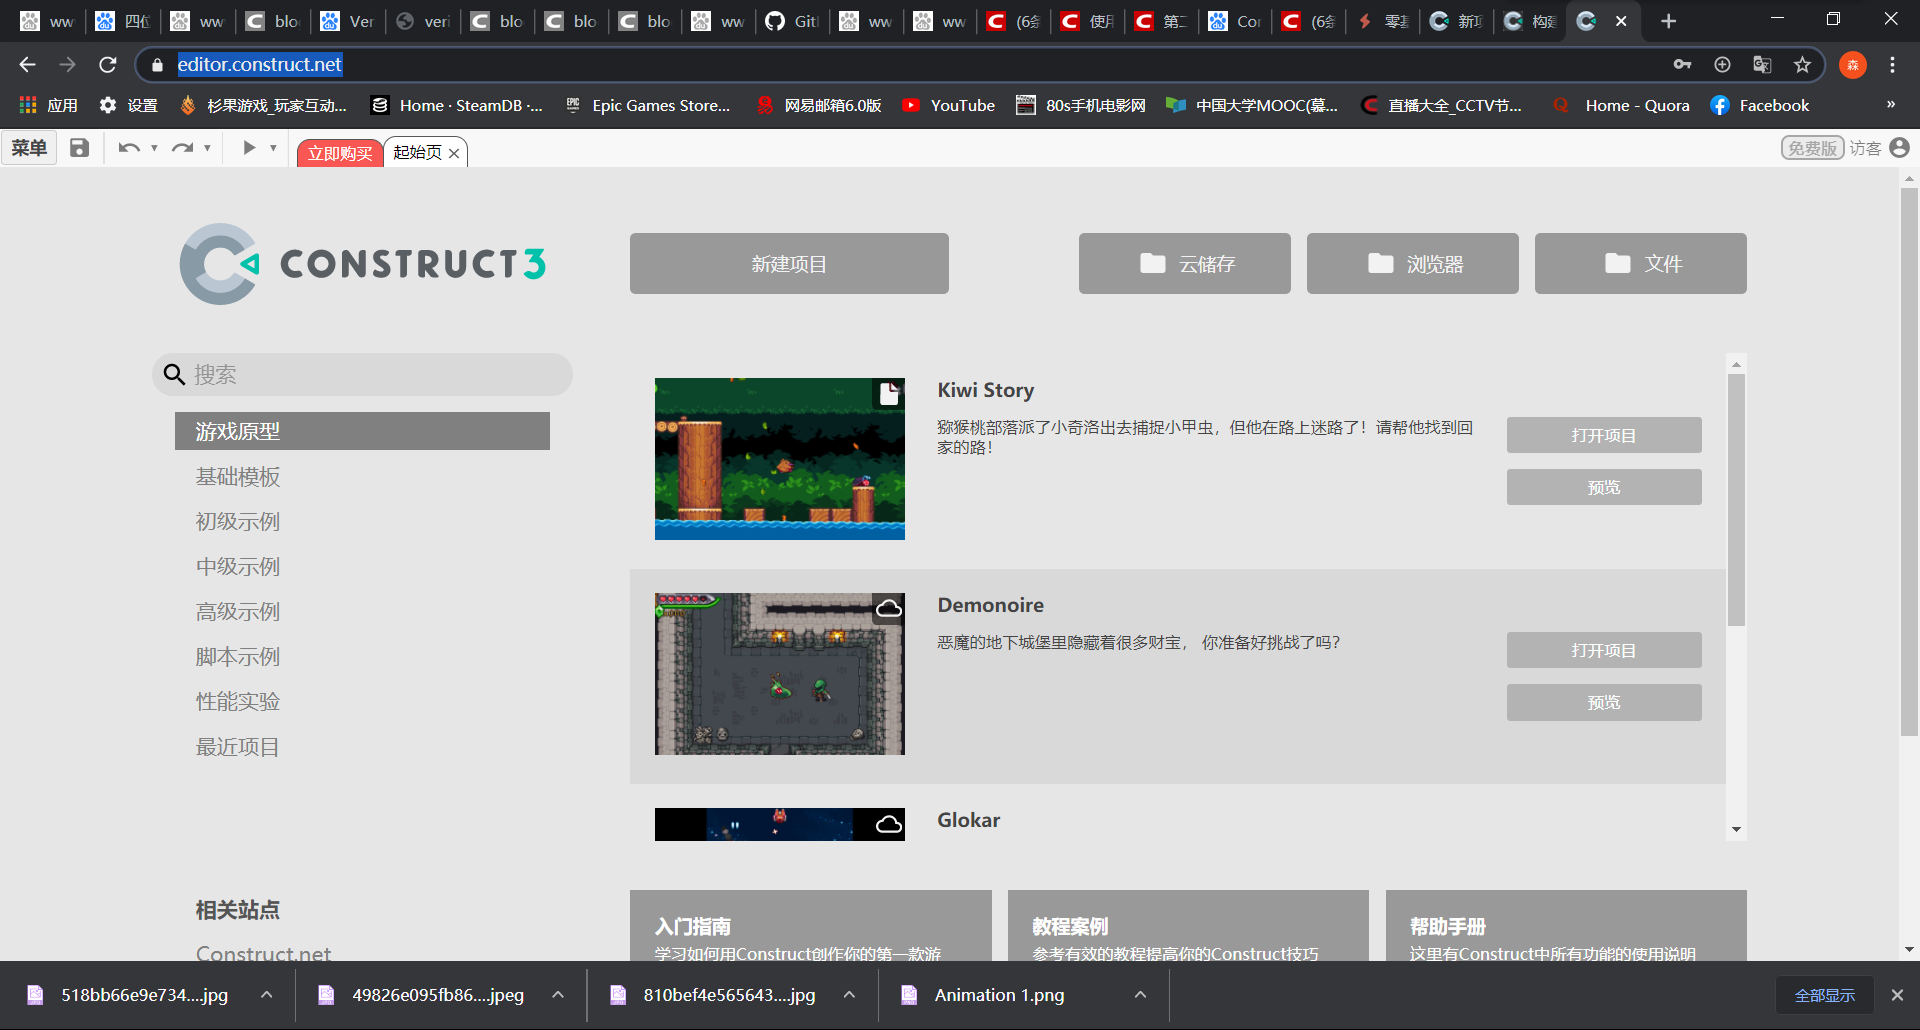 ww
四位
ww
blo
Ver
veri
blo
blo
blo
ww
Git
ww
ww
(6条
使用
第二
Cor
(6条
零基
新项
构建
editor.construct.net
森
应用
设置
杉果游戏_玩家互动...
Home · SteamDB ·...
EPIC GAMES
Epic Games Store...
网易邮箱6.0版
YouTube
80s手机电影网
中国大学MOOC(慕...
直播大全_CCTV节...
Home - Quora
Facebook
»
菜单
立即购买
起始页
免费版
访客
CONSTRUCT3
新建项目
云储存
浏览器
文件
搜索
游戏原型
基础模板
初级示例
中级示例
高级示例
脚本示例
性能实验
最近项目
Kiwi Story
猕猴桃部落派了小奇洛出去捕捉小甲虫，但他在路上迷路了！请帮他找到回
家的路！
打开项目
预览
Demonoire
恶魔的地下城堡里隐藏着很多财宝， 你准备好挑战了吗？
打开项目
预览
Glokar
相关站点
Construct.net
入门指南
学习如何用Construct创作你的第一款游
教程案例
参考有效的教程提高你的Construct技巧
帮助手册
这里有Construct中所有功能的使用说明
518bb66e9e734....jpg
49826e095fb86....jpeg
810bef4e565643....jpg
Animation 1.png
全部显示